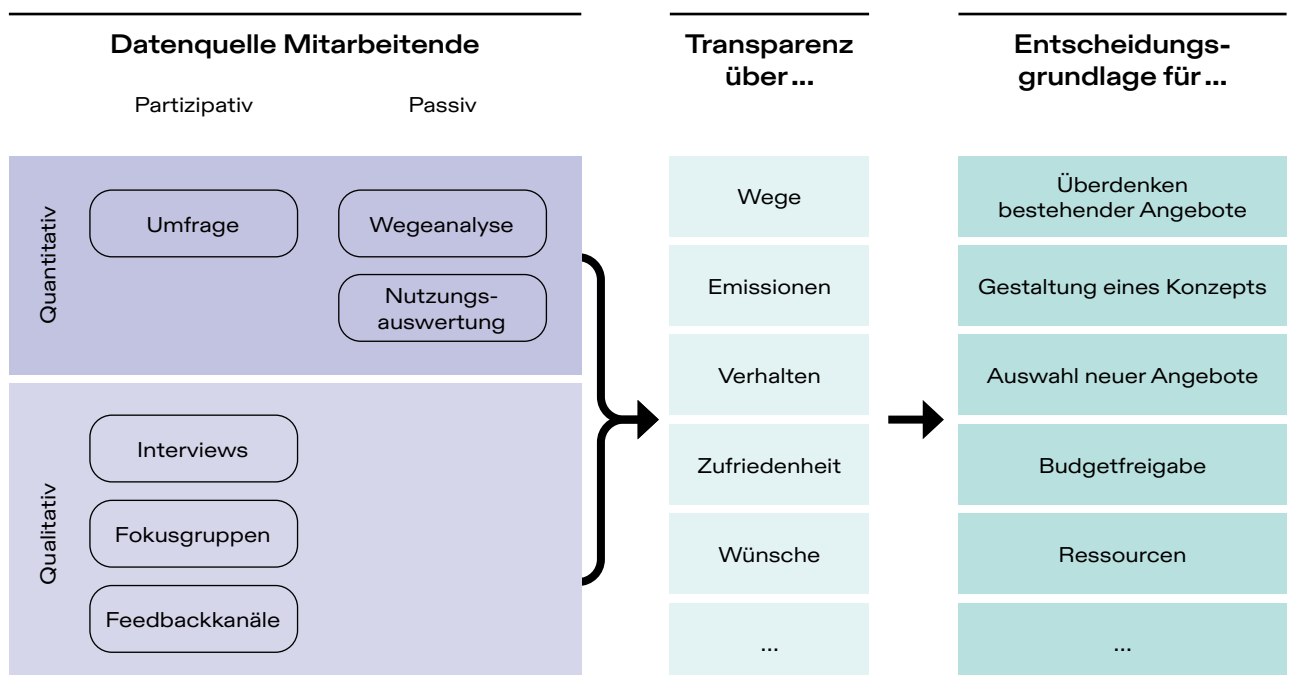 Datenquelle Mitarbeitende
Partizipativ
Passiv
Quantitativ
Umfrage
Wegeanalyse
Nutzungs-
auswertung
Qualitativ
Interviews
Fokusgruppen
Feedbackkanäle
Transparenz
über ...
Wege
Emissionen
Verhalten
Zufriedenheit
Wünsche
...
Entscheidungs-
grundlage für ...
Überdenken
bestehender Angebote
Gestaltung eines Konzepts
Auswahl neuer Angebote
Budgetfreigabe
Ressourcen
...